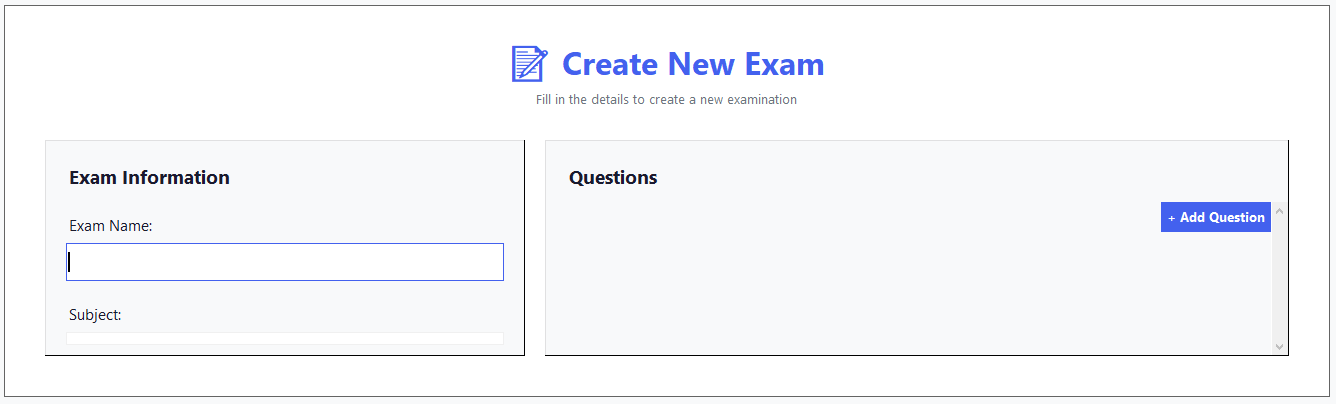 Create New Exam
Fill in the details to create a new examination
Exam Information
Exam Name:
Subject:
Questions
+ Add Question